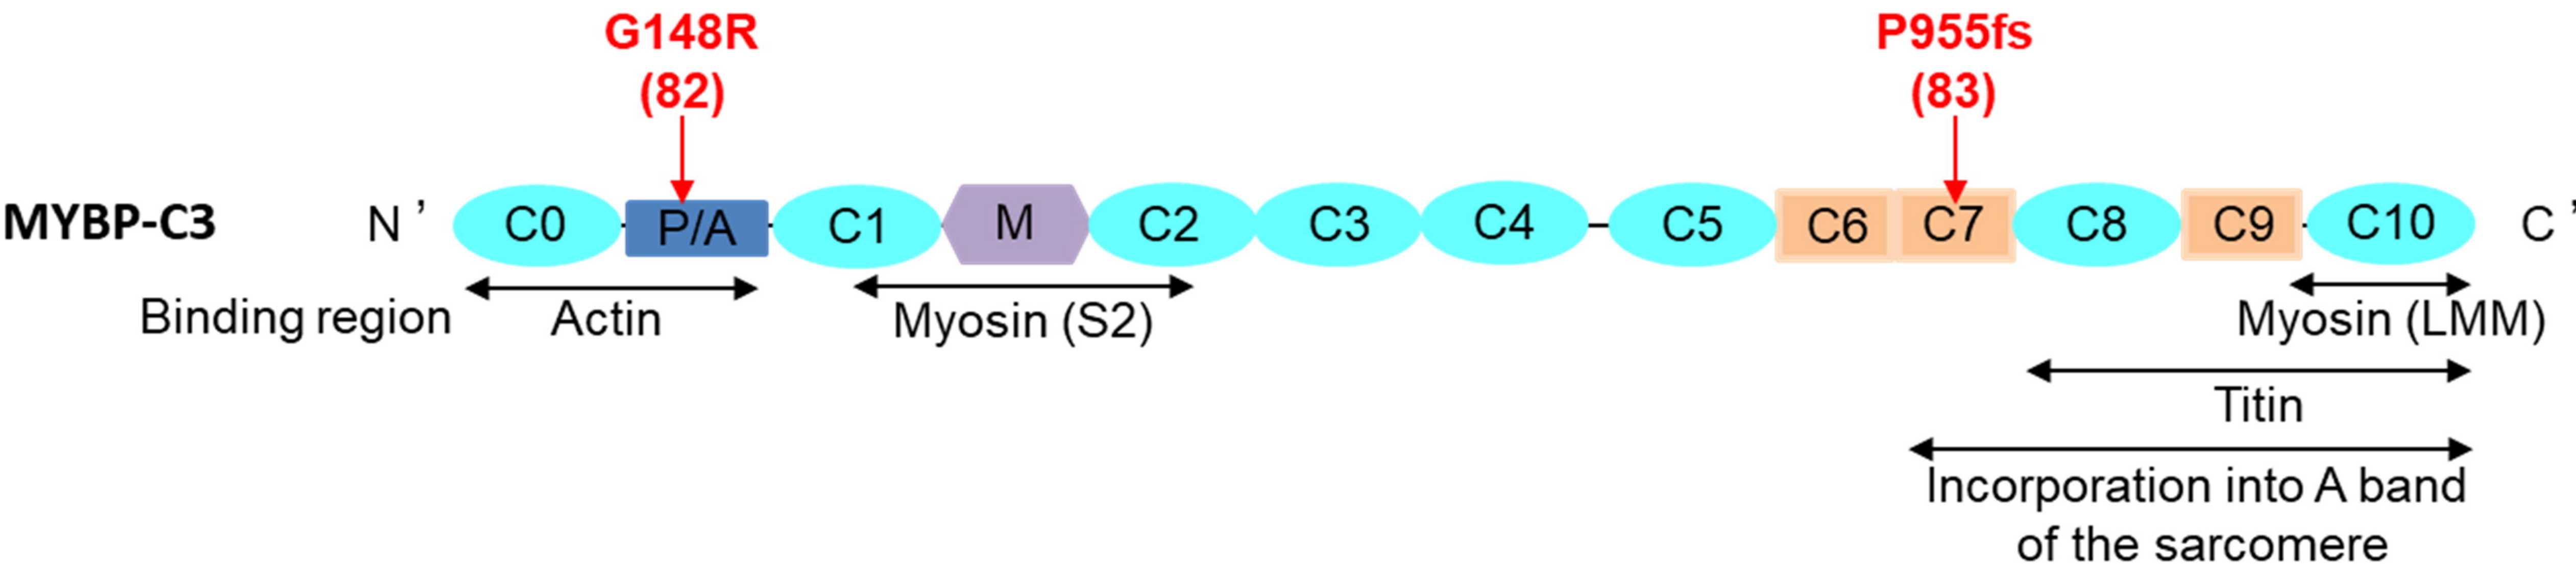 G148R
(82)
P955fs
(83)
MYBP-C3 N ’ C0 P/A C1 M C2 C3 C4 C5 C6 C7 C8 C9 C10 C ’
Binding region Actin Myosin (S2) Myosin (LMM)
Titin
Incorporation into A band
of the sarcomere